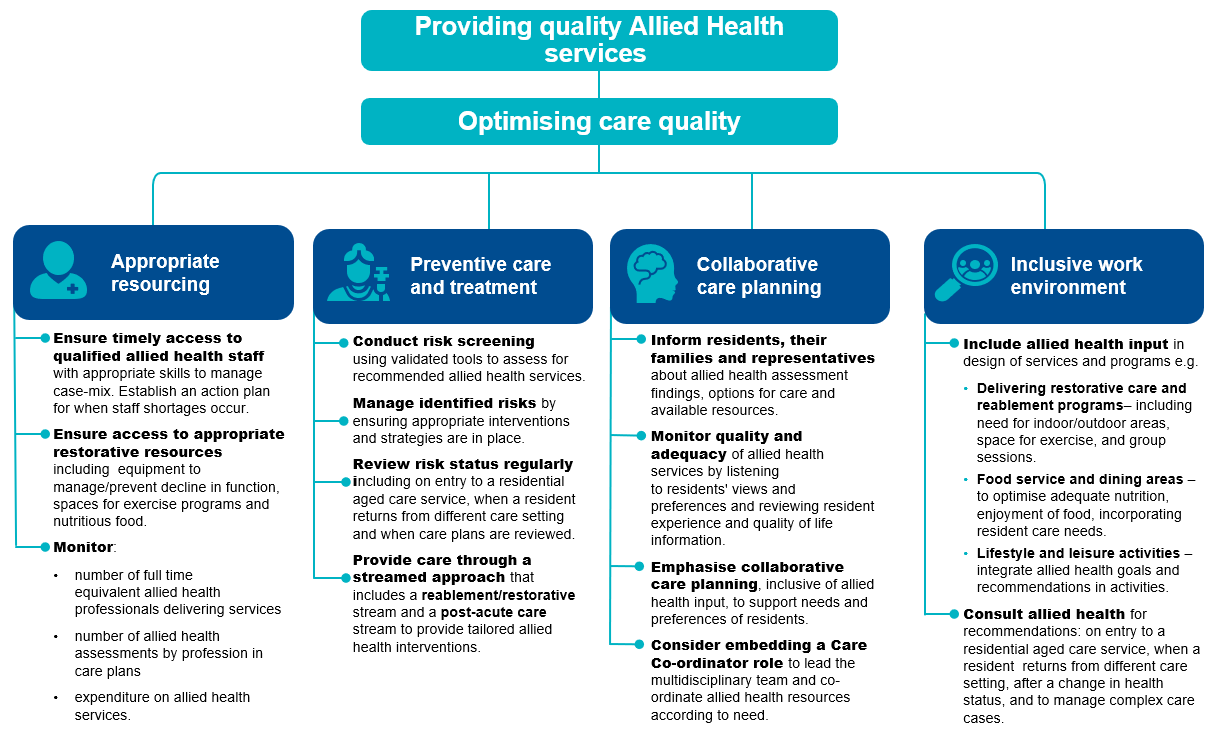 Providing quality Allied Health
services
Optimising care quality
Appropriate
resourcing
Ensure timely access to
qualified allied health staff
with appropriate skills to manage
case-mix. Establish an action plan
for when staff shortages occur.
Ensure access to appropriate
restorative resources
including  equipment to
manage/prevent decline in function,
spaces for exercise programs and
nutritious food.
Monitor:
• number of full time
equivalent allied health
professionals delivering services
• number of allied health
assessments by profession in
care plans
• expenditure on allied health
services.
Preventive care
and treatment
Conduct risk screening
using validated tools to assess for
recommended allied health services.
Manage identified risks by
ensuring appropriate interventions
and strategies are in place.
Review risk status regularly
including on entry to a residential
aged care service, when a resident
returns from different care setting
and when care plans are reviewed.
Provide care through a
streamed approach that
includes a reablement/restorative
stream and a post-acute care
stream to provide tailored allied
health interventions.
Collaborative
care planning
Inform residents, their
families and representatives
about allied health assessment
findings, options for care and
available resources.
Monitor quality and
adequacy of allied health
services by listening
to residents' views and
preferences and reviewing resident
experience and quality of life
information.
Emphasise collaborative
care planning, inclusive of allied
health input, to support needs and
preferences of residents.
Consider embedding a Care
Co-ordinator role to lead the
multidisciplinary team and co-
ordinate allied health resources
according to need.
Inclusive work
environment
Include allied health input in
design of services and programs e.g.
• Delivering restorative care and
reablement programs– including
need for indoor/outdoor areas,
space for exercise, and group
sessions.
• Food service and dining areas –
to optimise adequate nutrition,
enjoyment of food, incorporating
resident care needs.
• Lifestyle and leisure activities –
integrate allied health goals and
recommendations in activities.
Consult allied health for
recommendations: on entry to a
residential aged care service, when a
resident  returns from different care
setting, after a change in health
status, and to manage complex care
cases.